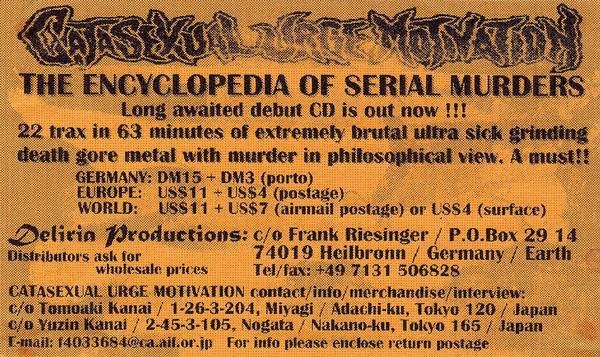 CATASEXUAL URGE MOTIVATION
THE ENCYCLOPEDIA OF SERIAL MURDERS
Long awaited debut CD is out now !!!
22 trax in 63 minutes of extremely brutal ultra sick grinding
death gore metal with murder in philosophical view. A must!!
GERMANY: DM15 + DM3 (porto)
EUROPE: US$11 + US$4 (postage)
WORLD: US$11 + US$7 (airmail postage) or US$4 (surface)
Deliria Productions: c/o Frank Riesinger / P.O.Box 29 14
Distributors ask for 74019 Heilbronn / Germany / Earth
wholesale prices Tel/fax: +49 7131 506828
CATASEXUAL URGE MOTIVATION contact/info/merchandise/interview:
c/o Tomoaki Kanai / 1-26-3-204, Miyagi / Adachi-ku, Tokyo 120 / Japan
c/o Yuzin Kanai / 2-45-3-105, Nogata / Nakano-ku, Tokyo 165 / Japan
E-mail: f4033684@ca.aif.or.jp For info please enclose return postage